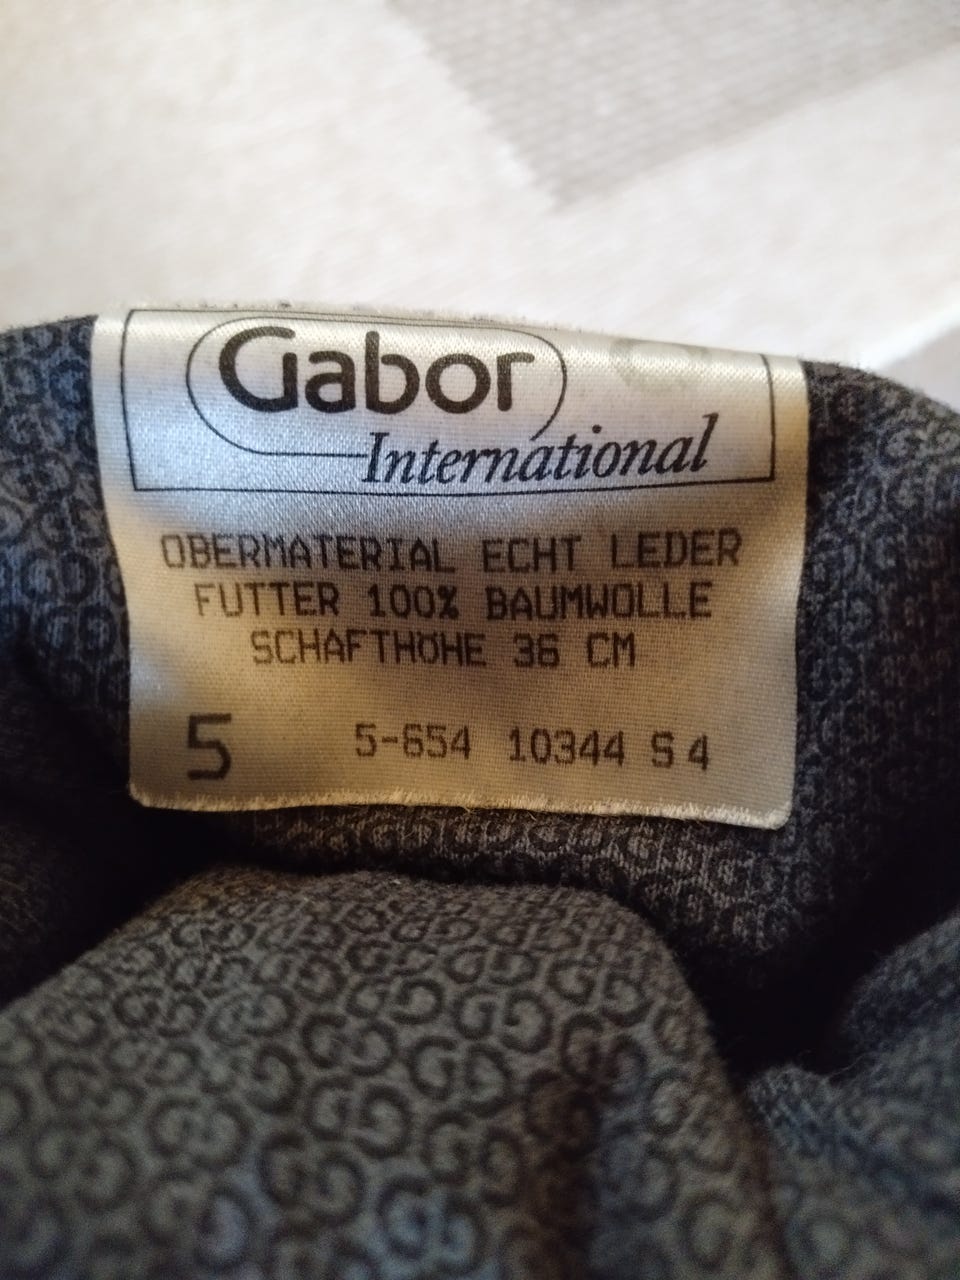 Gabor
International
OBERMATERIAL ECHT LEDER
FUTTER 100% BAUMWOLLE
SCHAFTHÖHE 36 CM
5 5-654 10344 S 4